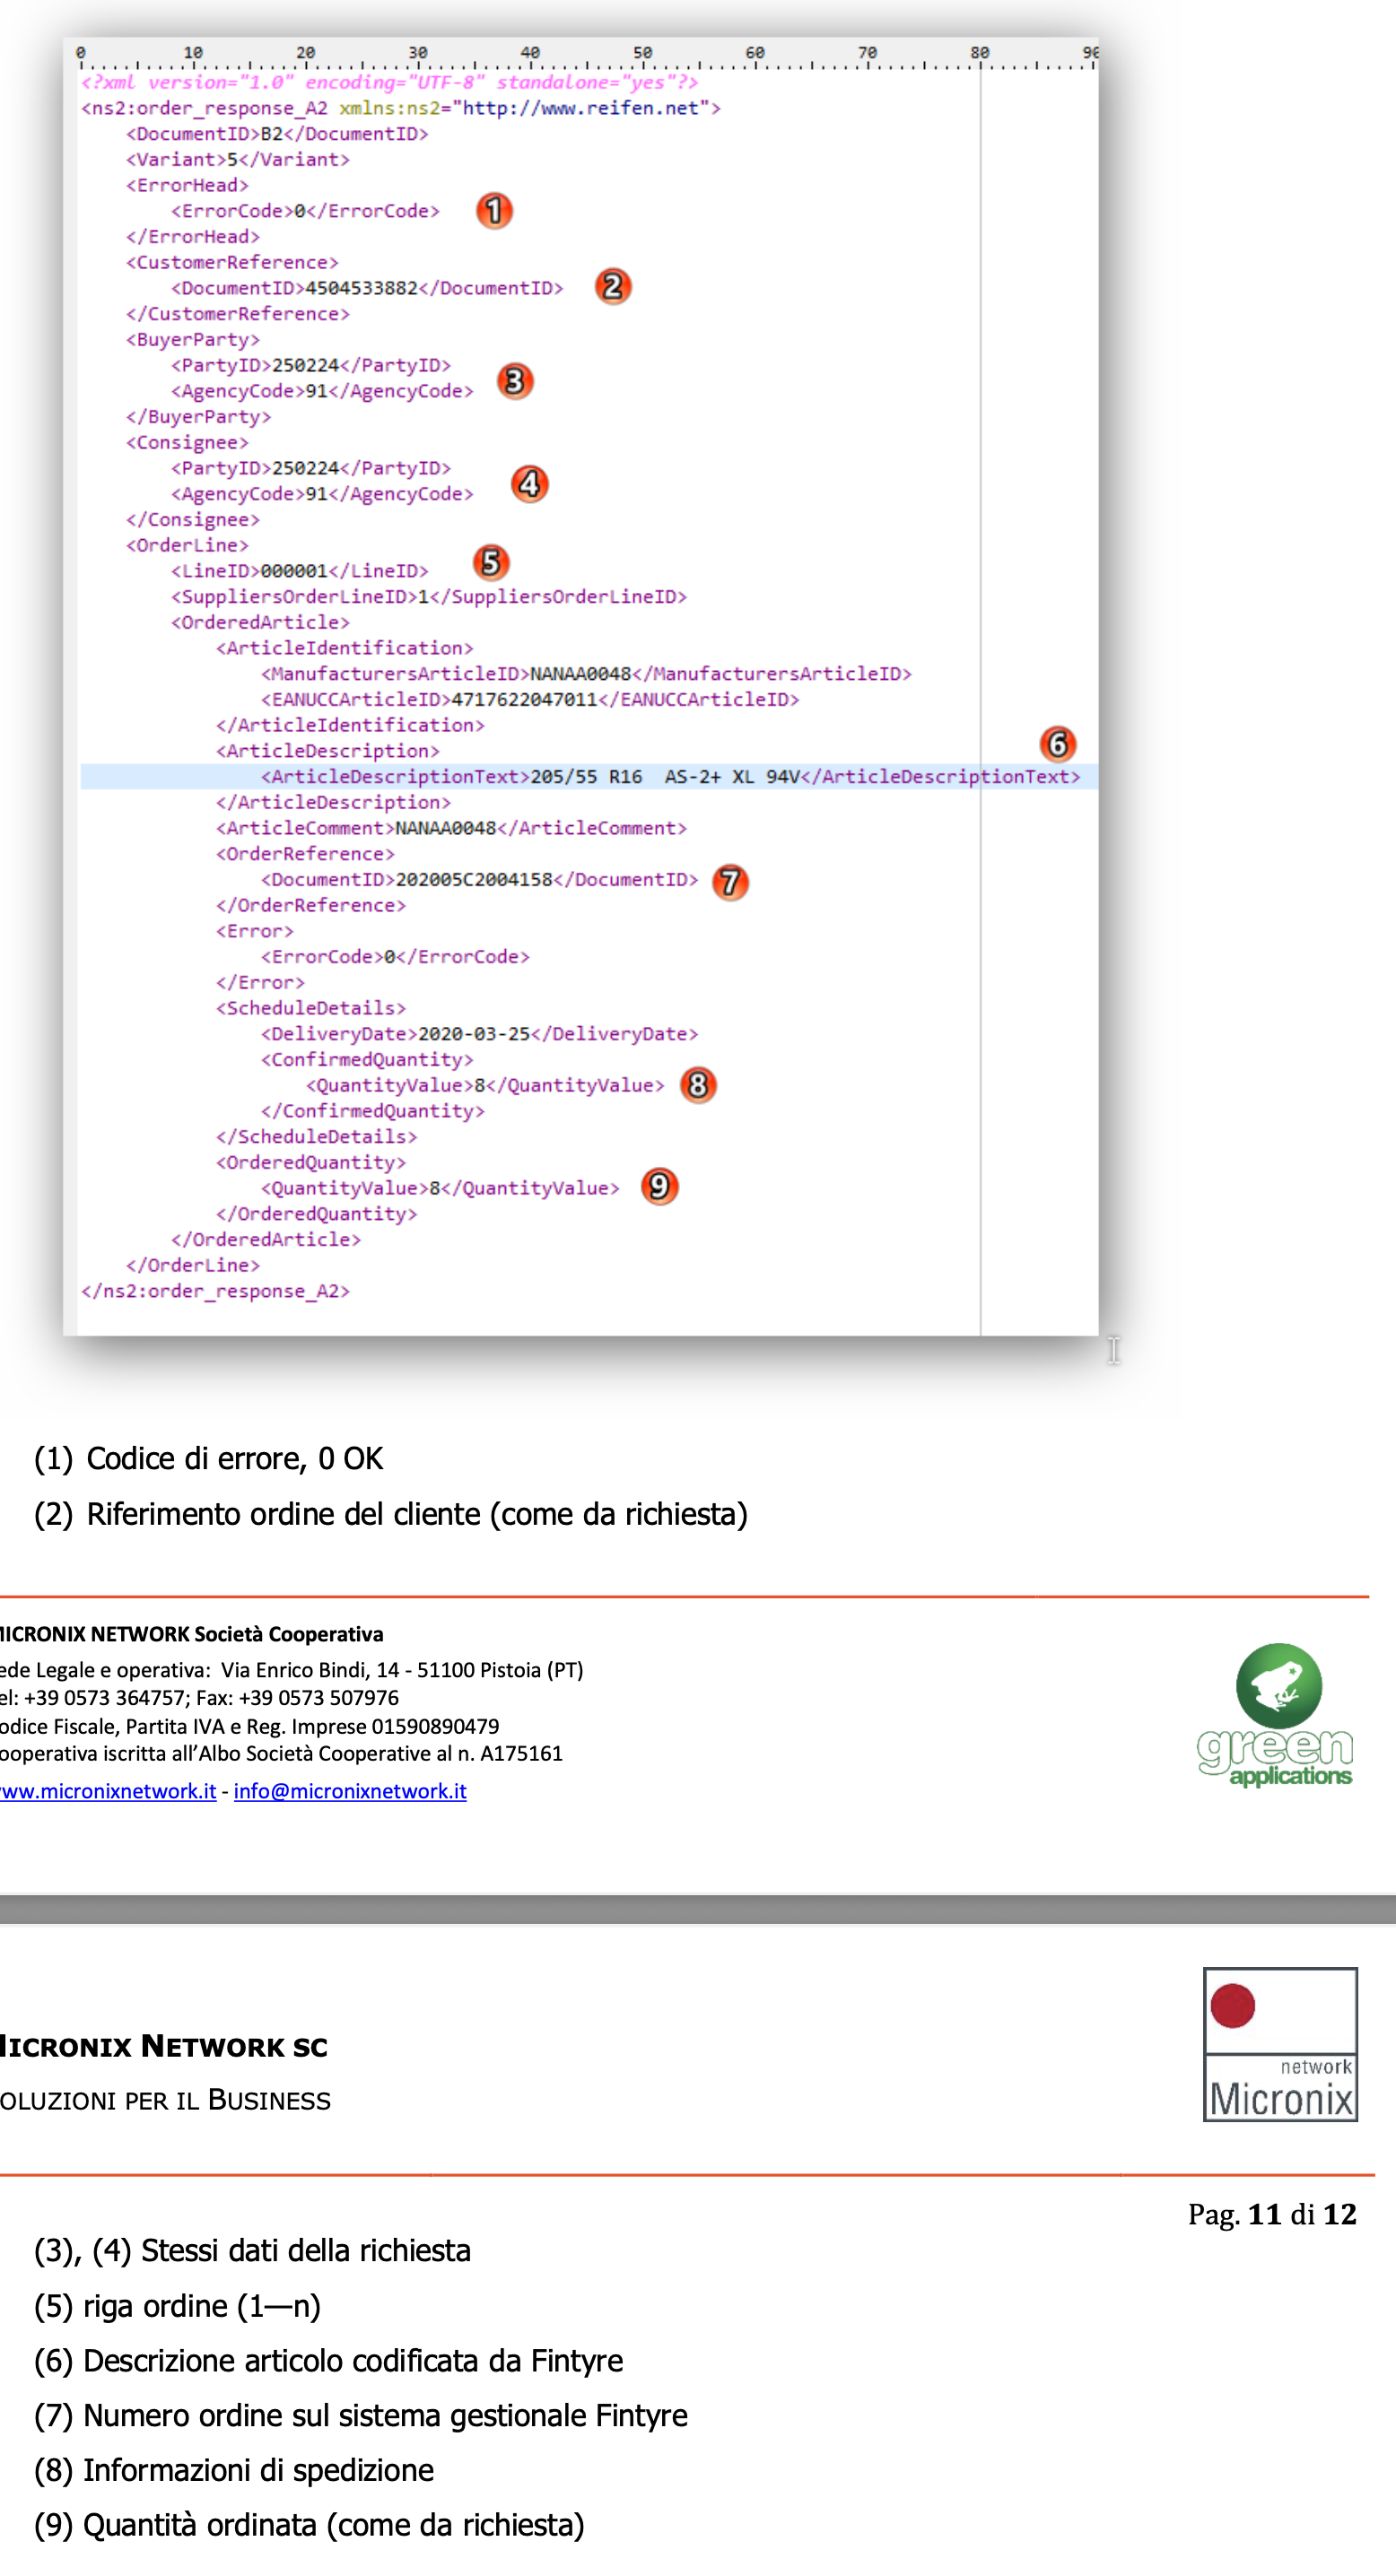 0 10 20 30 40 50 60 70 80 90
<?xml version="1.0" encoding="UTF-8" standalone="yes"?>
<ns2:order_response_A2 xmlns:ns2="http://www.reifen.net">
<DocumentID>B2</DocumentID>
<Variant>5</Variant>
<ErrorHead>
<ErrorCode>0</ErrorCode> 1
</ErrorHead>
<CustomerReference>
<DocumentID>4504533882</DocumentID> 2
</CustomerReference>
<BuyerParty>
<PartyID>250224</PartyID>
<AgencyCode>91</AgencyCode> 3
</BuyerParty>
<Consignee>
<PartyID>250224</PartyID>
<AgencyCode>91</AgencyCode> 4
</Consignee>
<OrderLine>
<LineID>000001</LineID> 5
<SuppliersOrderLineID>1</SuppliersOrderLineID>
<OrderedArticle>
<ArticleIdentification>
<ManufacturersArticleID>NANAA0048</ManufacturersArticleID>
<EANUCCArticleID>4717622047011</EANUCCArticleID>
</ArticleIdentification>
<ArticleDescription> 6
<ArticleDescriptionText>205/55 R16  AS-2+ XL 94V</ArticleDescriptionText>
</ArticleDescription>
<ArticleComment>NANAA0048</ArticleComment>
<OrderReference>
<DocumentID>202005C2004158</DocumentID> 7
</OrderReference>
<Error>
<ErrorCode>0</ErrorCode>
</Error>
<ScheduleDetails>
<DeliveryDate>2020-03-25</DeliveryDate>
<ConfirmedQuantity>
<QuantityValue>8</QuantityValue> 8
</ConfirmedQuantity>
</ScheduleDetails>
<OrderedQuantity>
<QuantityValue>8</QuantityValue> 9
</OrderedQuantity>
</OrderedArticle>
</OrderLine>
</ns2:order_response_A2>
(1) Codice di errore, 0 OK
(2) Riferimento ordine del cliente (come da richiesta)
MICRONIX NETWORK Società Cooperativa
ede Legale e operativa: Via Enrico Bindi, 14 - 51100 Pistoia (PT)
el: +39 0573 364757; Fax: +39 0573 507976
odice Fiscale, Partita IVA e Reg. Imprese 01590890479
ooperativa iscritta all'Albo Società Cooperative al n. A175161
www.micronixnetwork.it - info@micronixnetwork.it
green
applications
MICRONIX NETWORK SC
OLUZIONI PER IL BUSINESS
network
Micronix
Pag. 11 di 12
(3), (4) Stessi dati della richiesta
(5) riga ordine (1—n)
(6) Descrizione articolo codificata da Fintyre
(7) Numero ordine sul sistema gestionale Fintyre
(8) Informazioni di spedizione
(9) Quantità ordinata (come da richiesta)